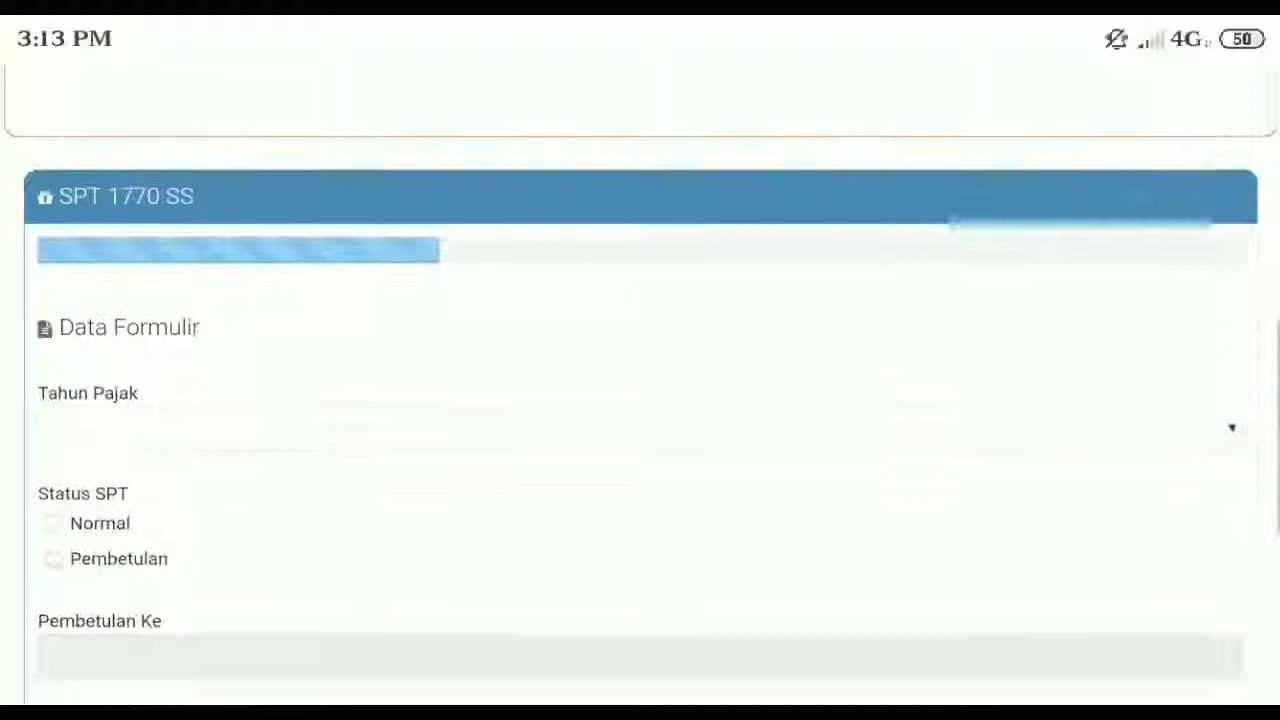 3:13 PM
4G
50
SPT 1770 SS
Data Formulir
Tahun Pajak
Status SPT
Normal
Pembetulan
Pembetulan Ke